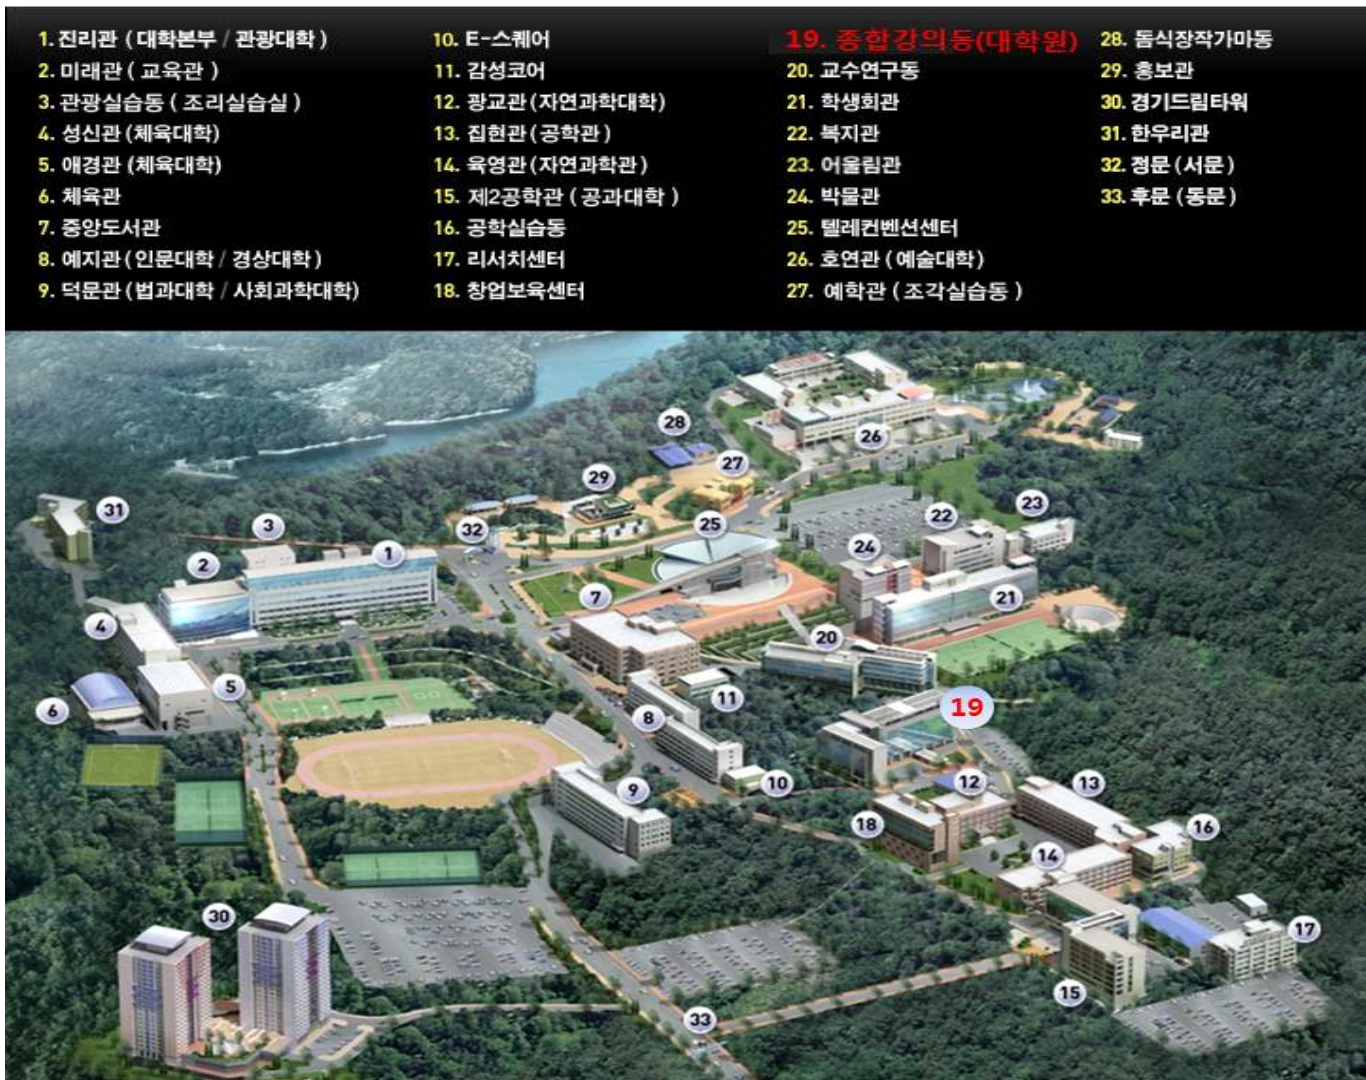 1. 진리관 ( 대학본부 / 관광대학 )
2. 미래관 ( 교육관 )
3. 관광실습동 ( 조리실습실 )
4. 성신관 (체육대학)
5. 애경관 (체육대학)
6. 체육관
7. 중앙도서관
8. 예지관 ( 인문대학 / 경상대학 )
9. 덕문관 (법과대학 / 사회과학대학)
10. E-스퀘어
11. 감성코어
12. 광교관 (자연과학대학)
13. 집현관 ( 공학관 )
14. 육영관 (자연과학관 )
15. 제2공학관 ( 공과대학 )
16. 공학실습동
17. 리서치센터
18. 창업보육센터
19. 종합강의동(대학원)
20. 교수연구동
21. 학생회관
22. 복지관
23. 어울림관
24. 박물관
25. 텔레컨벤션센터
26. 호연관 ( 예술대학 )
27. 예학관 ( 조각실습동 )
28. 돔식장작가마동
29. 홍보관
30. 경기드림타워
31. 한우리관
32. 정문 ( 서문 )
33. 후문 ( 동문 )
26
28
27
29
31
23
22
25
32
3
24
1
2
7
21
4
20
5
11
6
19
8
12
10
13
9
18
16
14
30
17
15
33